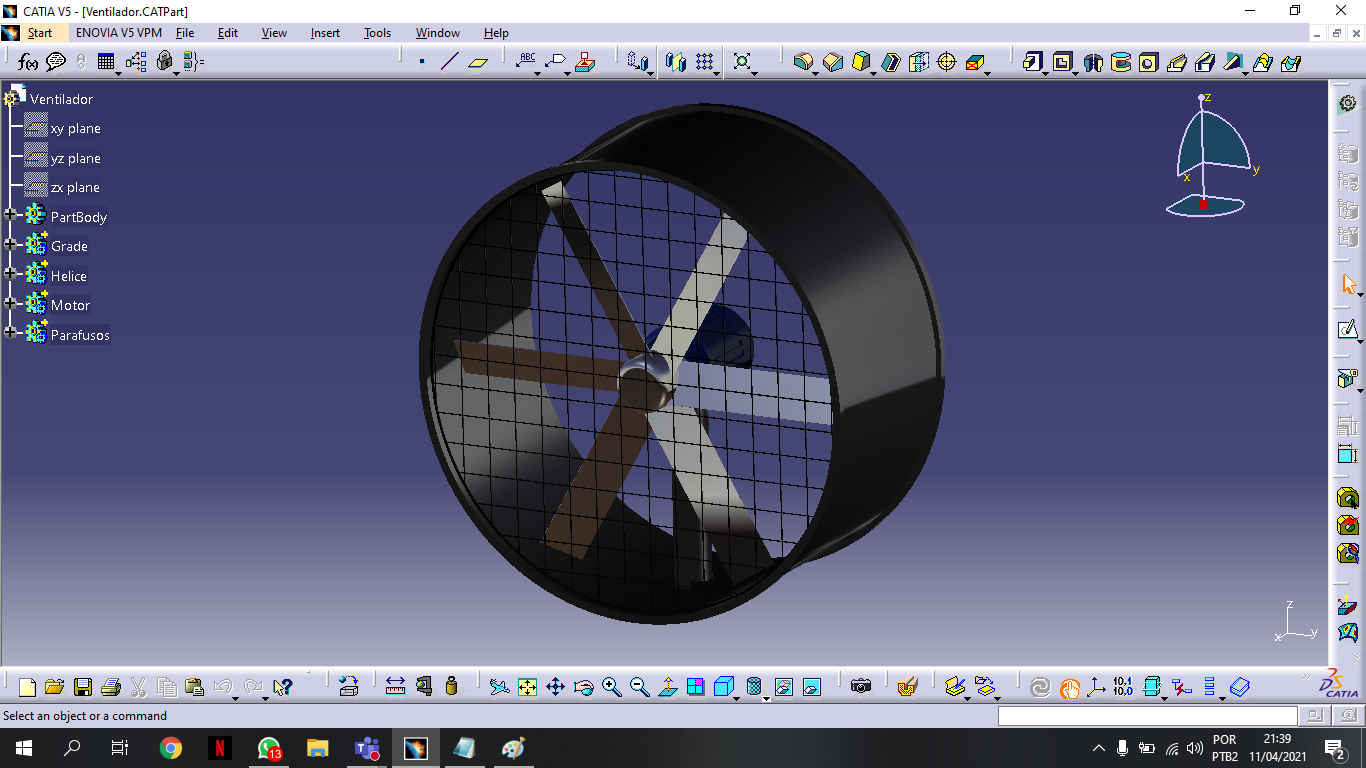 CATIA V5 - [Ventilador.CATPart]
Start ENOVIA V5 VPM File Edit View Insert Tools Window Help
f(x) ABC
Ventilador
xy plane
yz plane
zx plane
PartBody
Grade
Helice
Motor
Parafusos
z
x y
z
x y
10.1
10.0
CATIA
Select an object or a command
13
POR 21:39
PTB2 11/04/2021 2